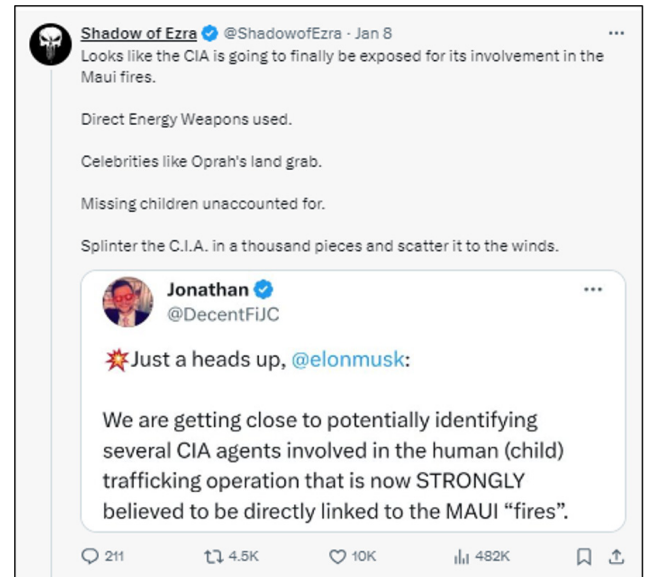 Shadow of Ezra @ShadowofEzra · Jan 8
Looks like the CIA is going to finally be exposed for its involvement in the
Maui fires.
Direct Energy Weapons used.
Celebrities like Oprah's land grab.
Missing children unaccounted for.
Splinter the C.I.A. in a thousand pieces and scatter it to the winds.
Jonathan
@DecentFiJC
💥Just a heads up, @elonmusk:
We are getting close to potentially identifying
several CIA agents involved in the human (child)
trafficking operation that is now STRONGLY
believed to be directly linked to the MAUI “fires”.
211 4.5K 10K 482K